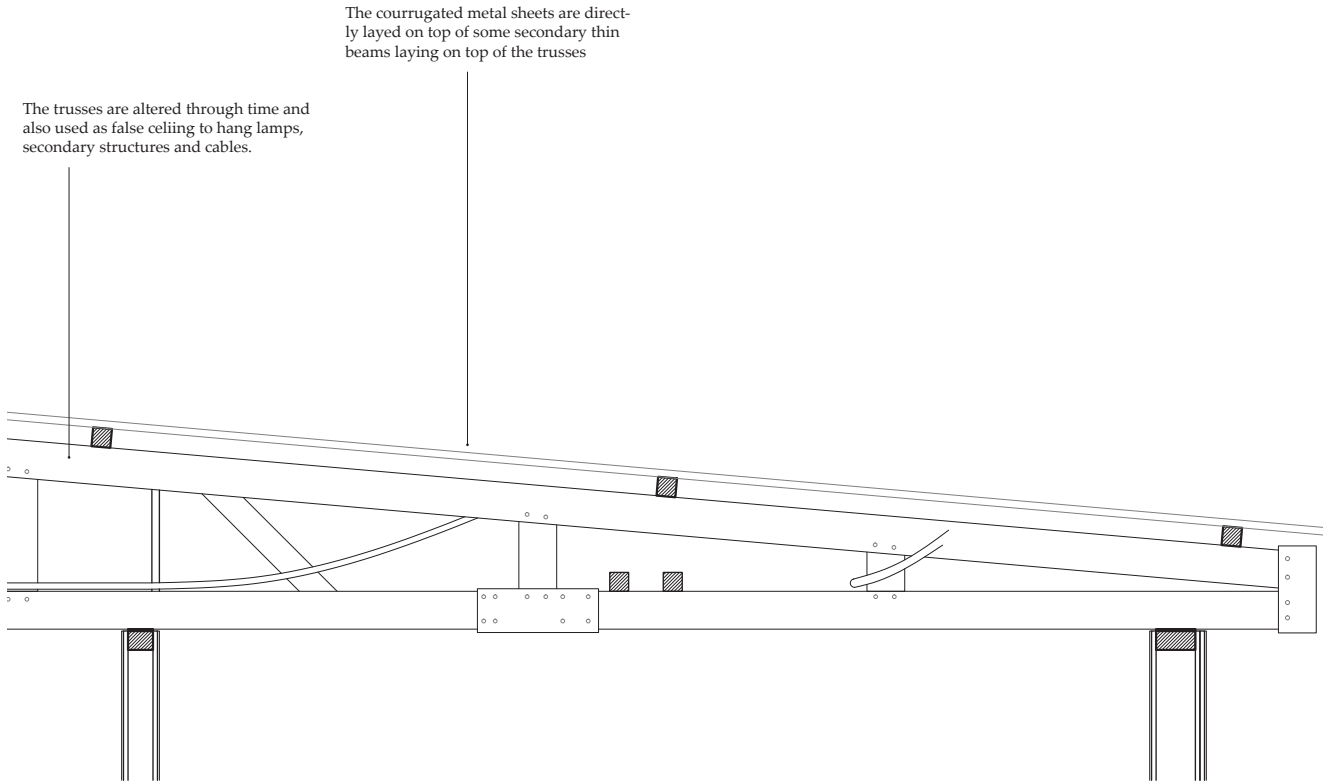 The courrugated metal sheets are direct-
ly layed on top of some secondary thin
beams laying on top of the trusses
The trusses are altered through time and
also used as false celiing to hang lamps,
secondary structures and cables.